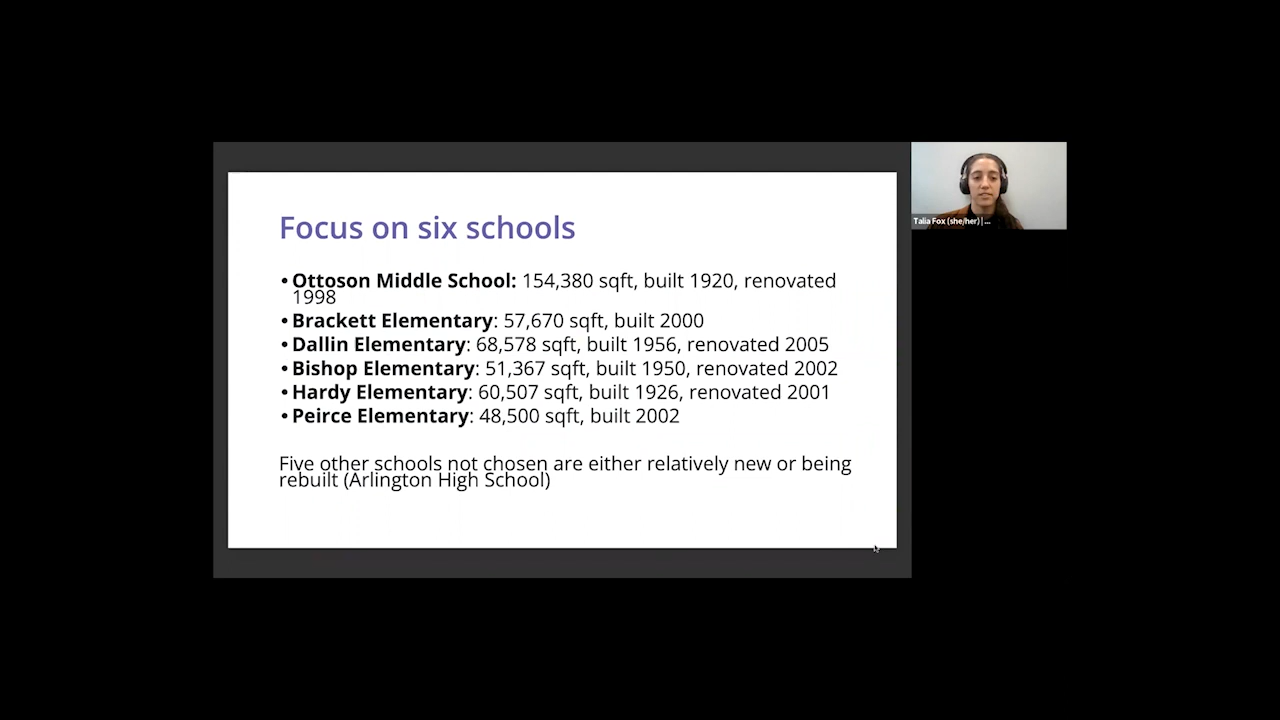 Focus on six schools
• Ottoson Middle School: 154,380 sqft, built 1920, renovated
1998
• Brackett Elementary: 57,670 sqft, built 2000
• Dallin Elementary: 68,578 sqft, built 1956, renovated 2005
• Bishop Elementary: 51,367 sqft, built 1950, renovated 2002
• Hardy Elementary: 60,507 sqft, built 1926, renovated 2001
• Peirce Elementary: 48,500 sqft, built 2002
Five other schools not chosen are either relatively new or being
rebuilt (Arlington High School)
Talia Fox (she/her) | ...